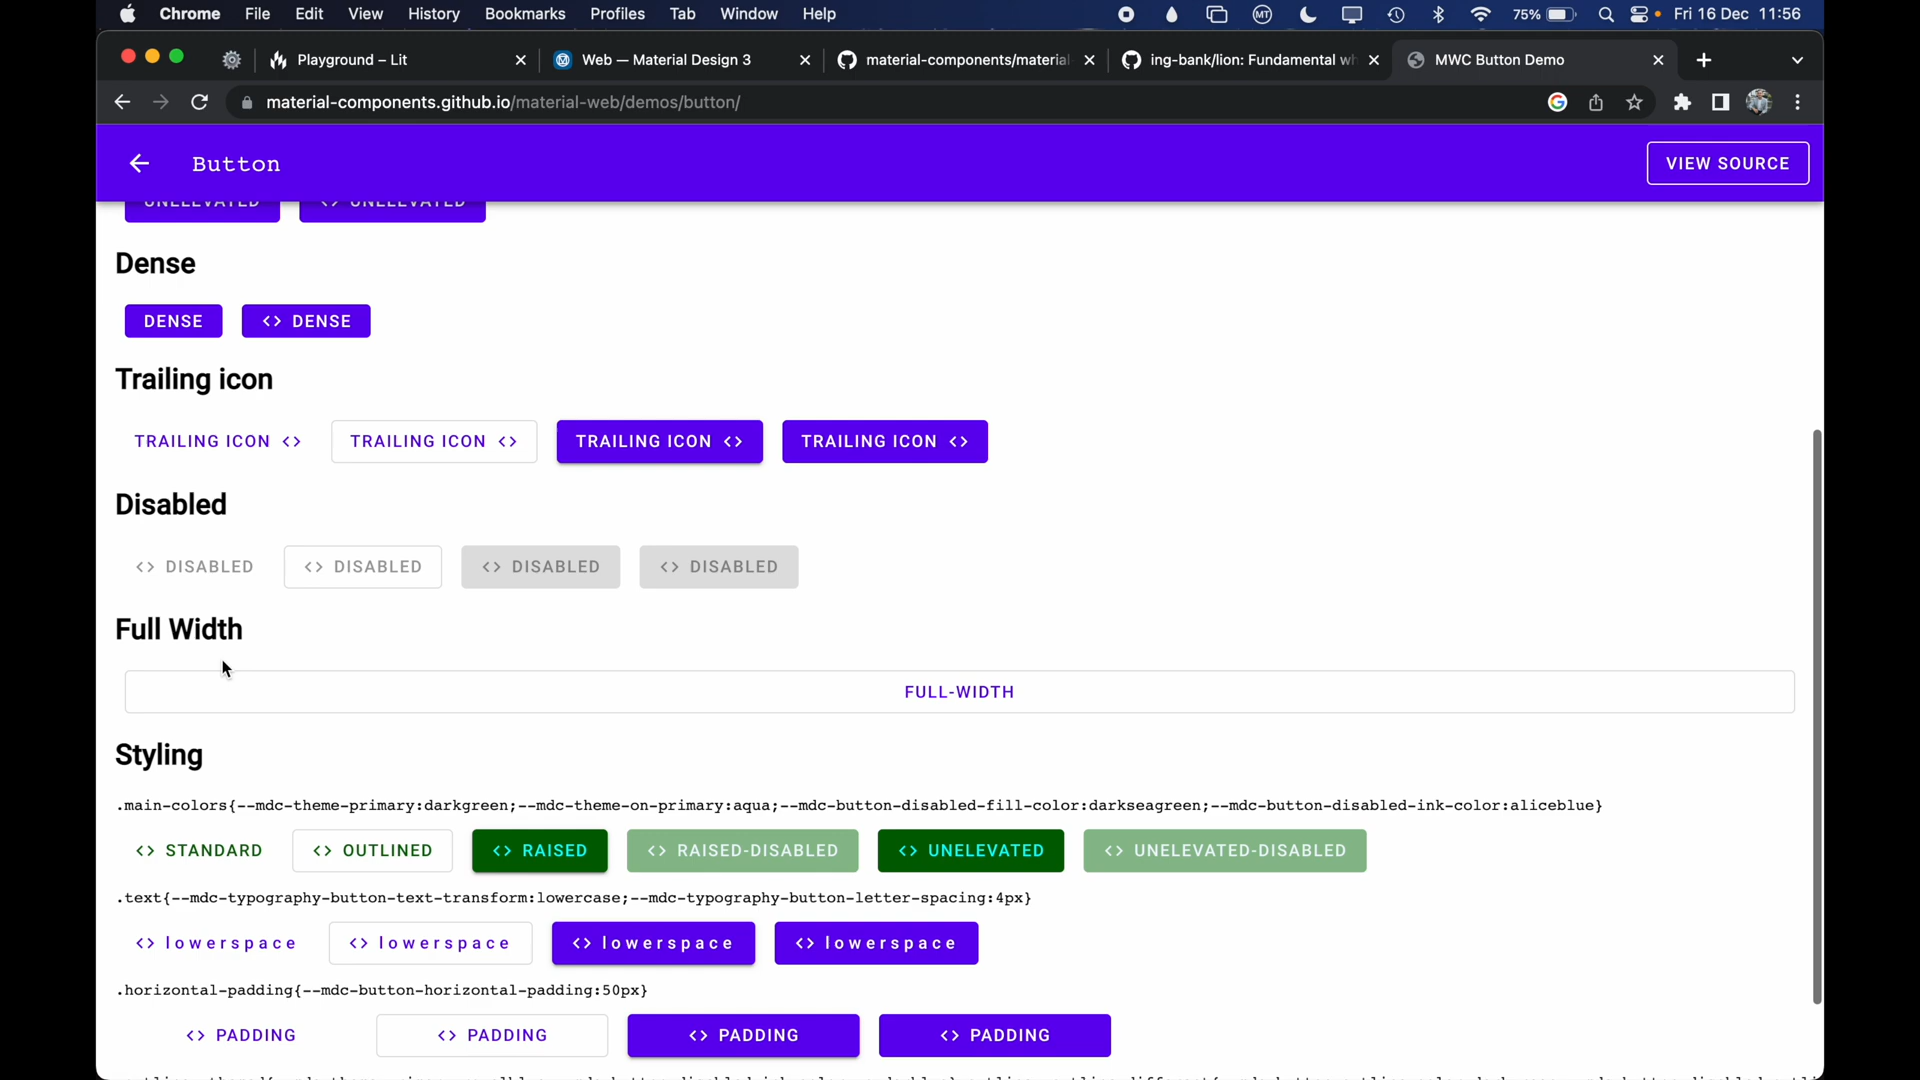 Chrome File Edit View History Bookmarks Profiles Tab Window Help MT 75% Fri 16 Dec 11:56
Playground – Lit Web — Material Design 3 material-components/material ing-bank/lion: Fundamental wh MWC Button Demo
material-components.github.io/material-web/demos/button/
Button VIEW SOURCE
UNELEVATED <> UNELEVATED
Dense
DENSE <> DENSE
Trailing icon
TRAILING ICON <> TRAILING ICON <> TRAILING ICON <> TRAILING ICON <>
Disabled
<> DISABLED <> DISABLED <> DISABLED <> DISABLED
Full Width
FULL-WIDTH
Styling
.main-colors{--mdc-theme-primary:darkgreen;--mdc-theme-on-primary:aqua;--mdc-button-disabled-fill-color:darkseagreen;--mdc-button-disabled-ink-color:aliceblue}
<> STANDARD <> OUTLINED <> RAISED <> RAISED-DISABLED <> UNELEVATED <> UNELEVATED-DISABLED
.text{--mdc-typography-button-text-transform:lowercase;--mdc-typography-button-letter-spacing:4px}
<> lowerspace <> lowerspace <> lowerspace <> lowerspace
.horizontal-padding{--mdc-button-horizontal-padding:50px}
<> PADDING <> PADDING <> PADDING <> PADDING